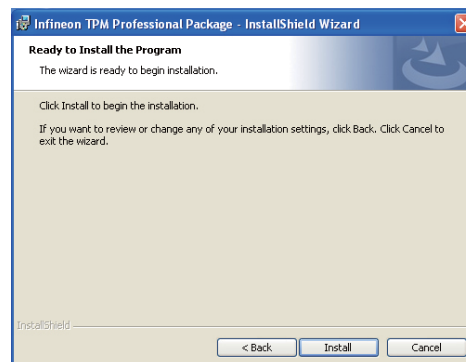 Infineon TPM Professional Package - InstallShield Wizard
Ready to Install the Program
The wizard is ready to begin installation.
Click Install to begin the installation.
If you want to review or change any of your installation settings, click Back. Click Cancel to
exit the wizard.
InstallShield
< Back Install Cancel